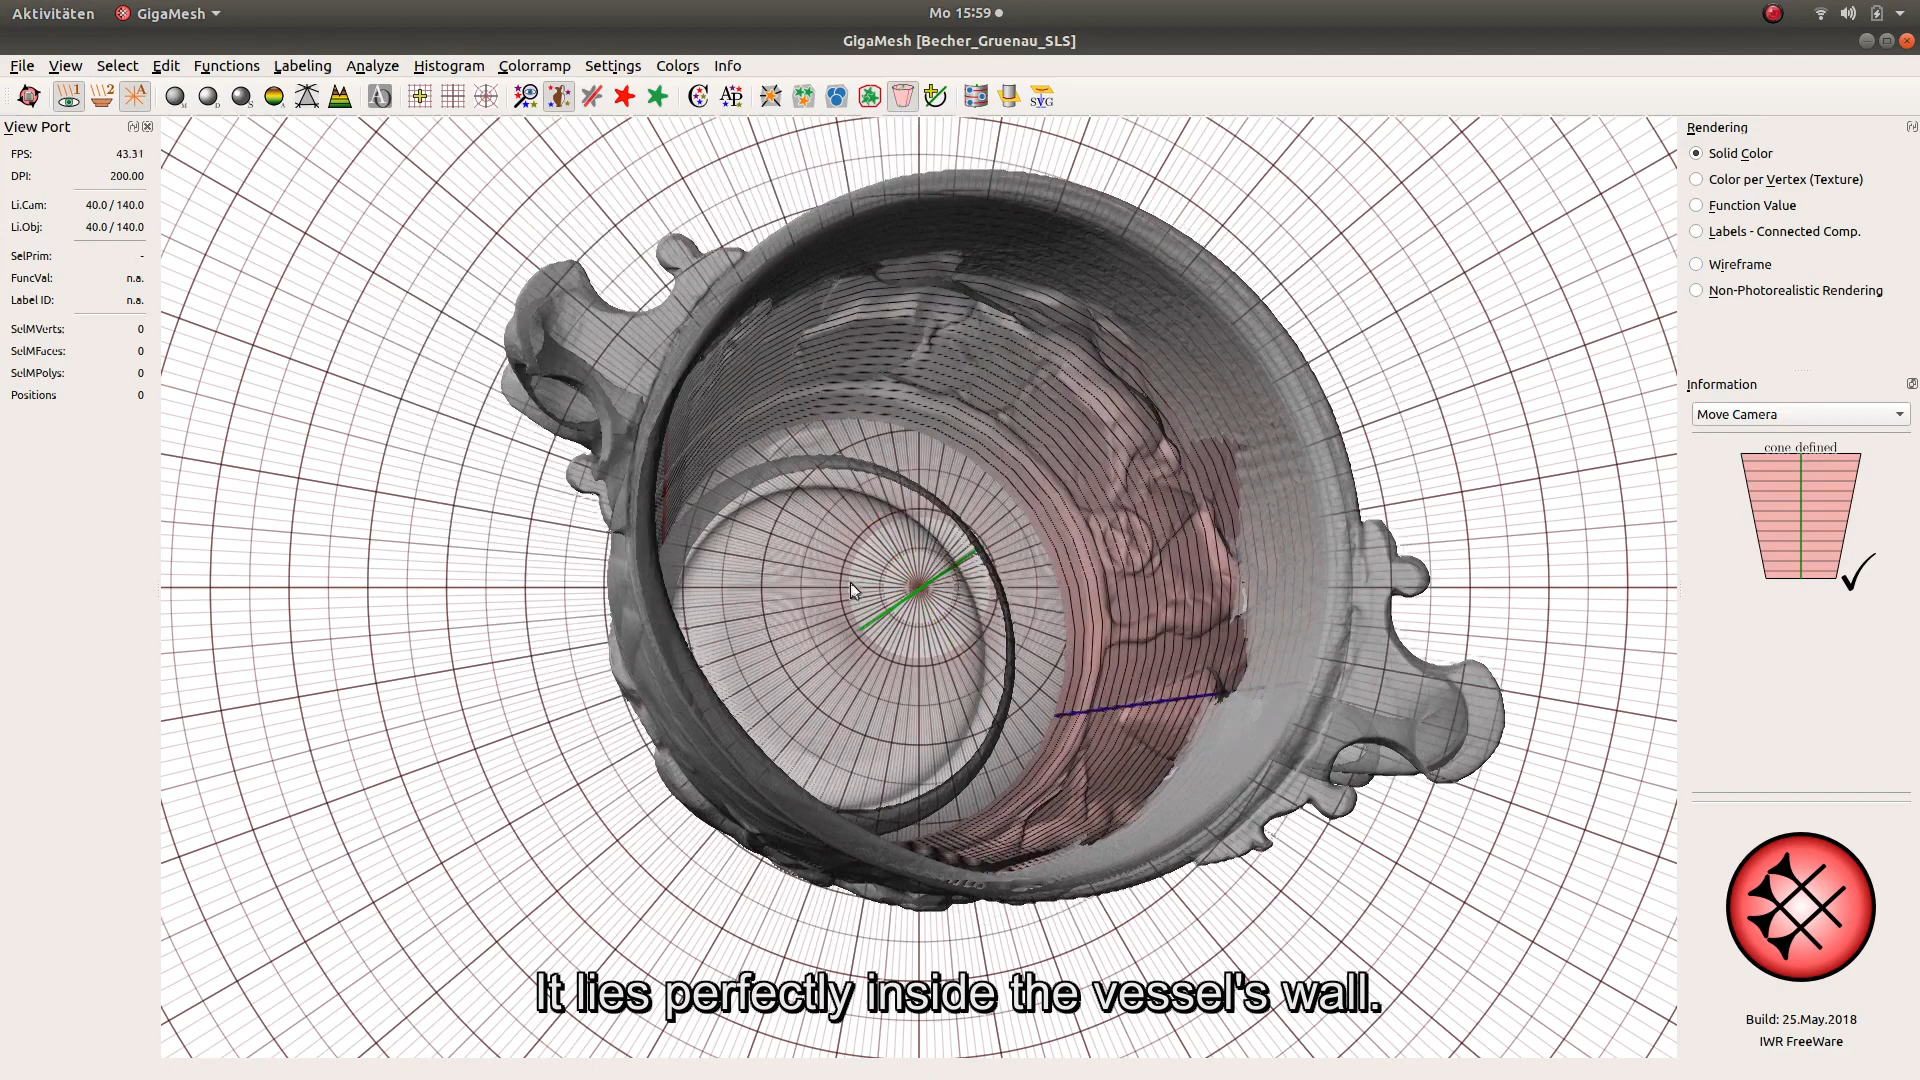 Aktivitäten
GigaMesh
Mo 15:59
GigaMesh [Becher_Gruenau_SLS]
File View Select Edit Functions Labeling Analyze Histogram Colorramp Settings Colors Info
View Port
FPS: 43.31
DPI: 200.00
Li.Cam: 40.0 / 140.0
Li.Obj: 40.0 / 140.0
SelPrim: -
FuncVal: n.a.
Label ID: n.a.
SelMVerts: 0
SelMFaces: 0
SelMPolys: 0
Positions 0
Rendering
Solid Color
Color per Vertex (Texture)
Function Value
Labels - Connected Comp.
Wireframe
Non-Photorealistic Rendering
Information
Move Camera
cone defined
It lies perfectly inside the vessel's wall.
Build: 25.May.2018
IWR FreeWare